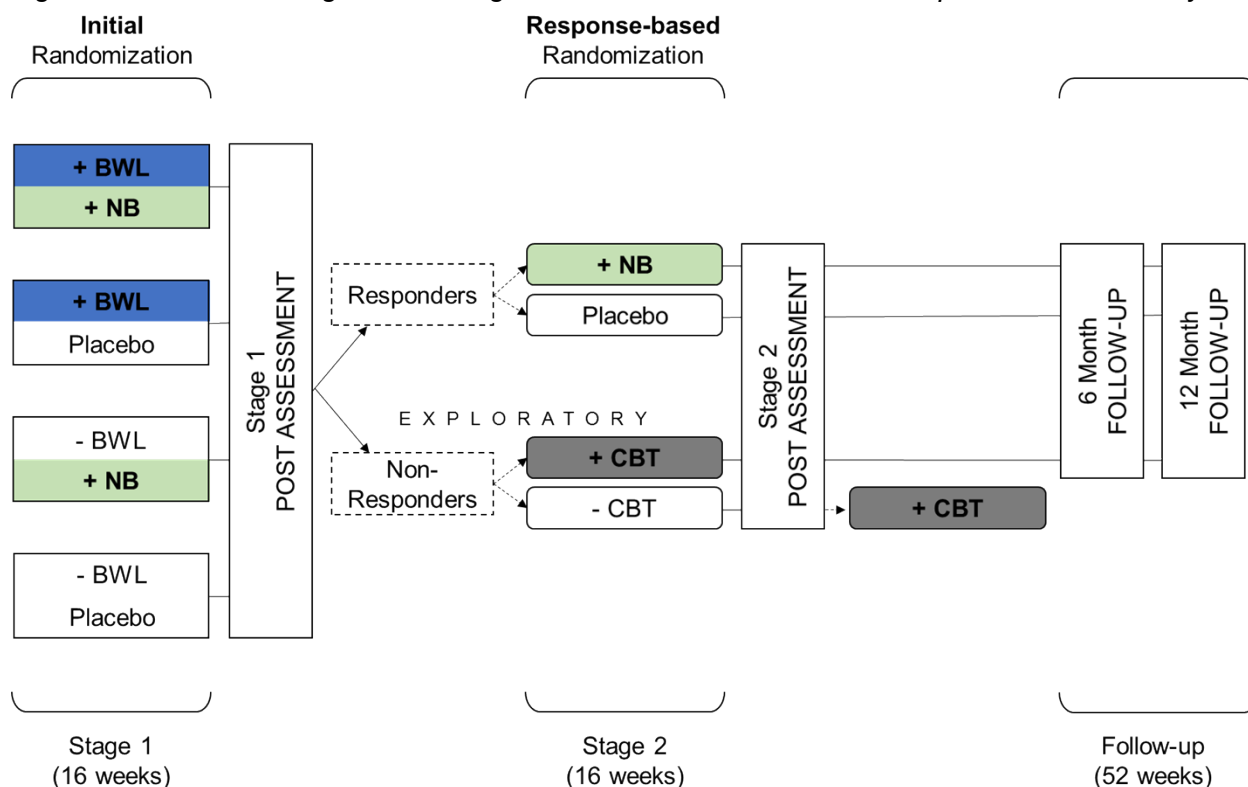 Initial
Randomization
Response-based
Randomization
+ BWL
+ NB
+ BWL
Placebo
- BWL
+ NB
- BWL
Placebo
Stage 1
POST ASSESSMENT
Responders
EXPLORATORY
Non-
Responders
+ NB
Placebo
+ CBT
- CBT
Stage 2
POST ASSESSMENT
+ CBT
6 Month
FOLLOW-UP
12 Month
FOLLOW-UP
Stage 1
(16 weeks)
Stage 2
(16 weeks)
Follow-up
(52 weeks)